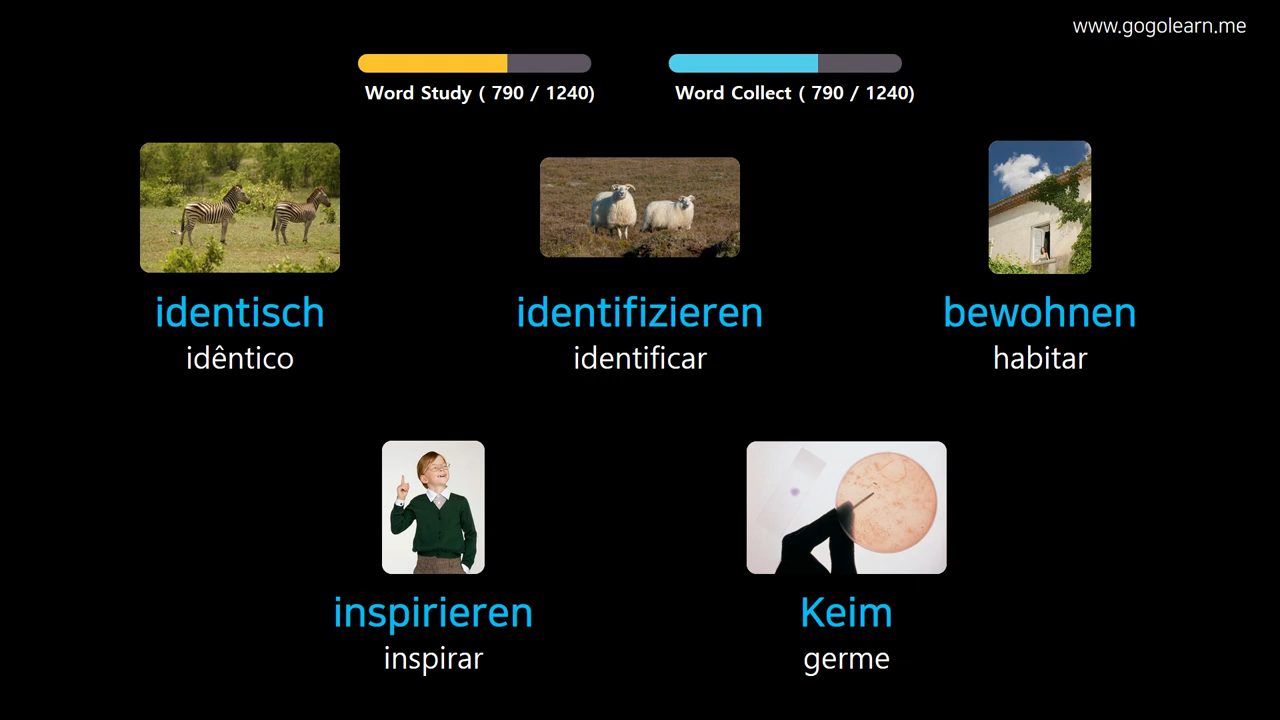 www.gogolearn.me
Word Study ( 790 / 1240)
Word Collect ( 790 / 1240)
identisch
idêntico
identifizieren
identificar
bewohnen
habitar
inspirieren
inspirar
Keim
germe